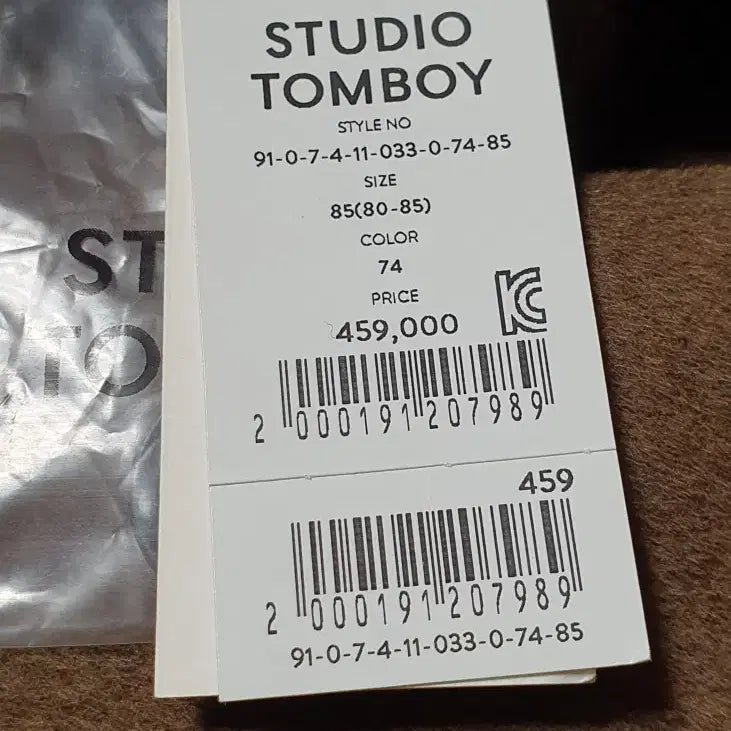 STUDIO
TOMBOY
STYLE NO
91-0-7-4-11-033-0-74-85
SIZE
85(80-85)
COLOR
74
PRICE
459,000
2 000191 207989
459
2 000191 207989
91-0-7-4-11-033-0-74-85
ST
TO